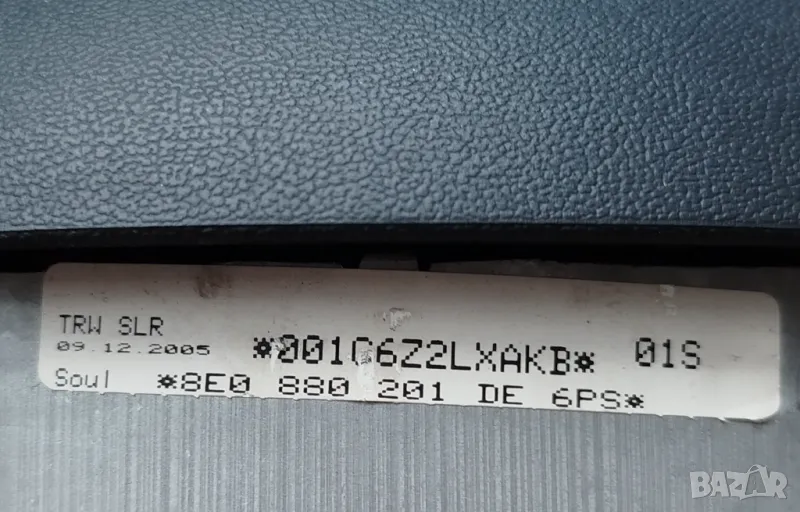 TRW SLR
09.12.2005 *001C6Z2LXAKB* 01S
Soul *8E0 880 201 DE 6PS*
BAZAR